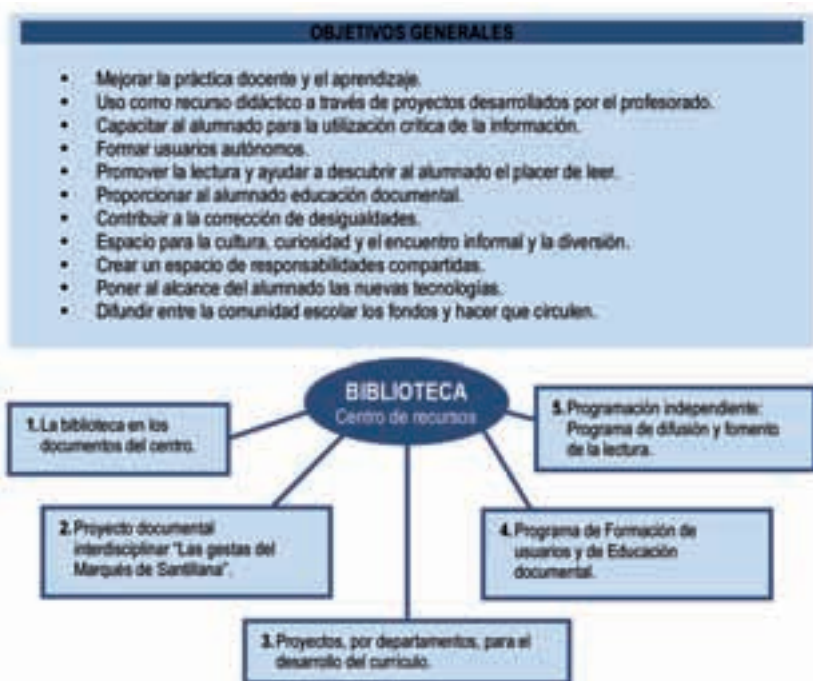 OBJETIVOS GENERALES
• Mejorar la práctica docente y el aprendizaje.
• Uso como recurso didáctico a través de proyectos desarrollados por el profesorado.
• Capacitar al alumnado para la utilización crítica de la información.
• Formar usuarios autónomos.
• Promover la lectura y ayudar a descubrir al alumnado el placer de leer.
• Proporcionar al alumnado educación documental.
• Contribuir a la corrección de desigualdades.
• Espacio para la cultura, curiosidad y el encuentro informal y la diversión.
• Crear un espacio de responsabilidades compartidas.
• Poner al alcance del alumnado las nuevas tecnologías.
• Difundir entre la comunidad escolar los fondos y hacer que circulen.
BIBLIOTECA
Centro de recursos
1. La biblioteca en los
documentos del centro.
2. Proyecto documental
interdisciplinar "Las gestas del
Marqués de Santillana".
3. Proyectos, por departamentos, para el
desarrollo del currículo.
4. Programa de Formación de
usuarios y de Educación
documental.
5. Programación independiente:
Programa de difusión y fomento
de la lectura.